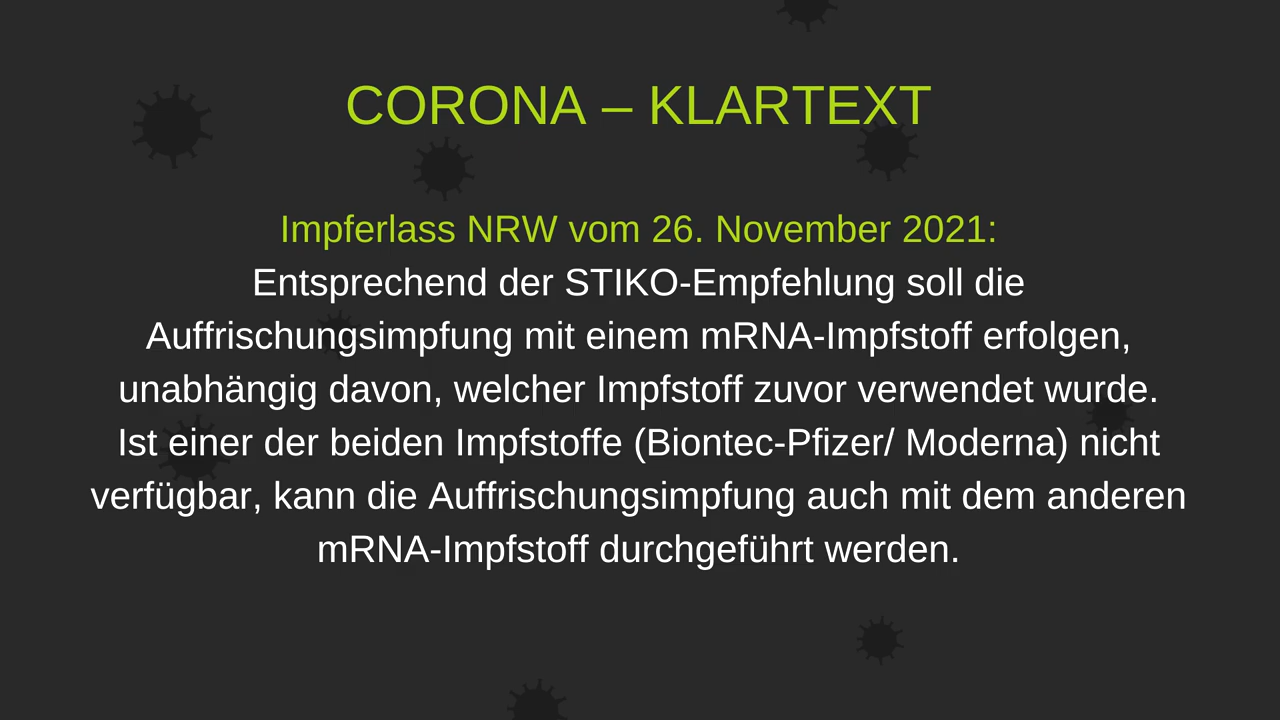 CORONA – KLARTEXT
Impferlass NRW vom 26. November 2021:
Entsprechend der STIKO-Empfehlung soll die
Auffrischungsimpfung mit einem mRNA-Impfstoff erfolgen,
unabhängig davon, welcher Impfstoff zuvor verwendet wurde.
Ist einer der beiden Impfstoffe (Biontec-Pfizer/ Moderna) nicht
verfügbar, kann die Auffrischungsimpfung auch mit dem anderen
mRNA-Impfstoff durchgeführt werden.